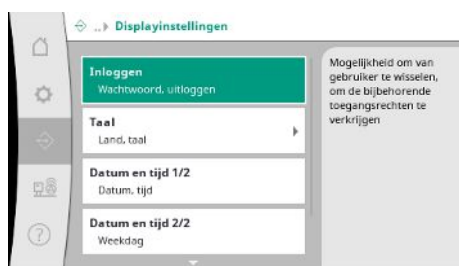 ..▸ Displayinstellingen
Inloggen
Wachtwoord, uitloggen
Taal
Land, taal
Datum en tijd 1/2
Datum, tijd
Datum en tijd 2/2
Weekdag
Mogelijkheid om van
gebruiker te wisselen,
om de bijbehorende
toegangsrechten te
verkrijgen
?